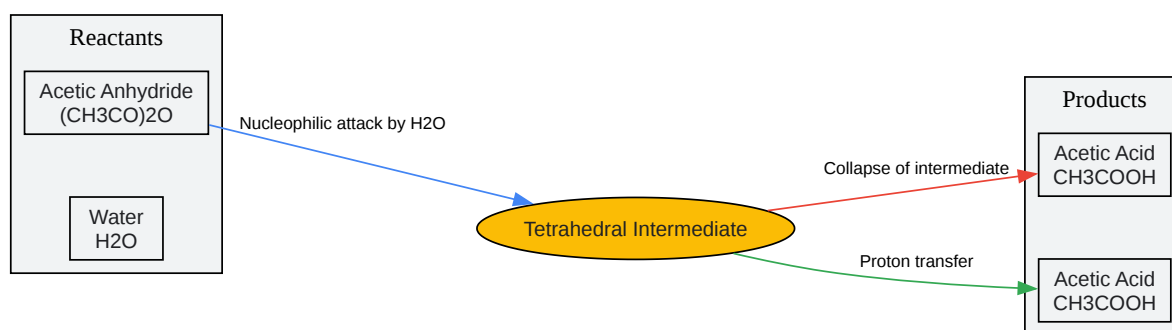 Reactants
Acetic Anhydride
(CH3CO)2O
Water
H2O
Nucleophilic attack by H2O
Tetrahedral Intermediate
Collapse of intermediate
Proton transfer
Products
Acetic Acid
CH3COOH
Acetic Acid
CH3COOH